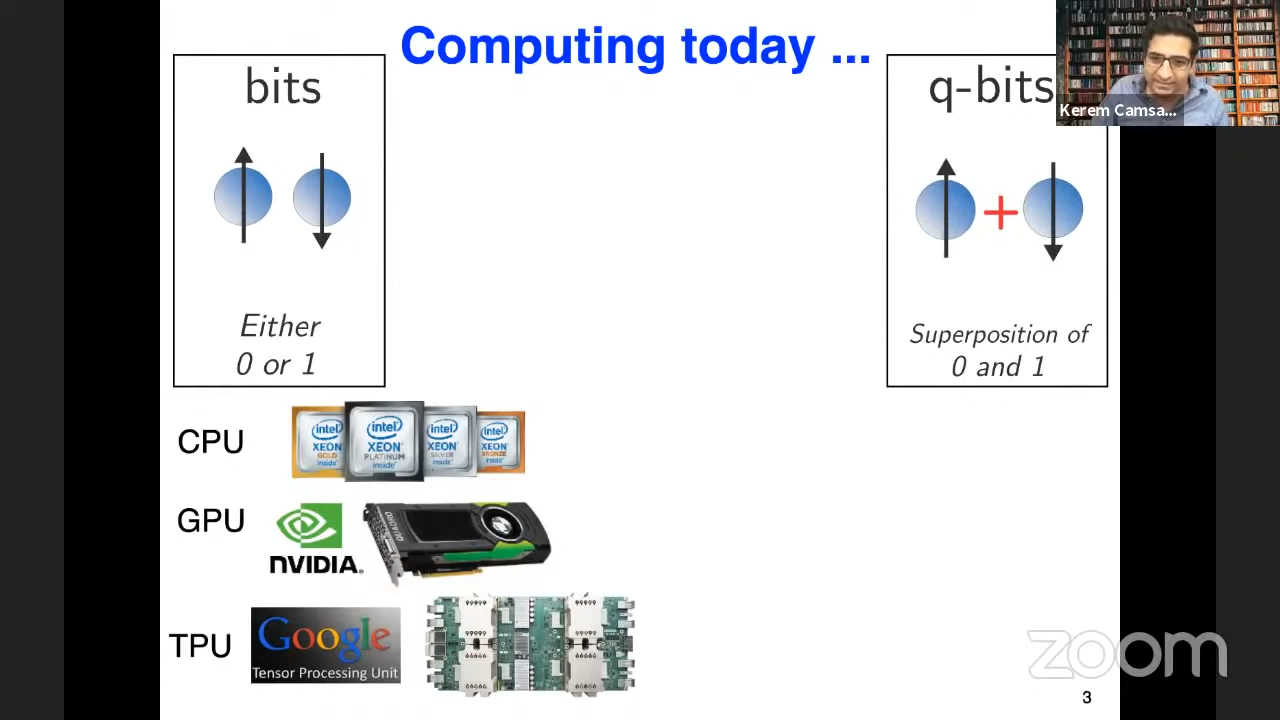 Computing today ...
bits
Either
0 or 1
q-bits
Superposition of
0 and 1
Kerem Camsa...
CPU
intel
XEON
GOLD
inside
intel
XEON®
PLATINUM
inside
intel
XEON
SILVER
inside
intel
XEON
BRONZE
inside
GPU
NVIDIA.
QUADRO
TPU
Google
Tensor Processing Unit
zoom
3